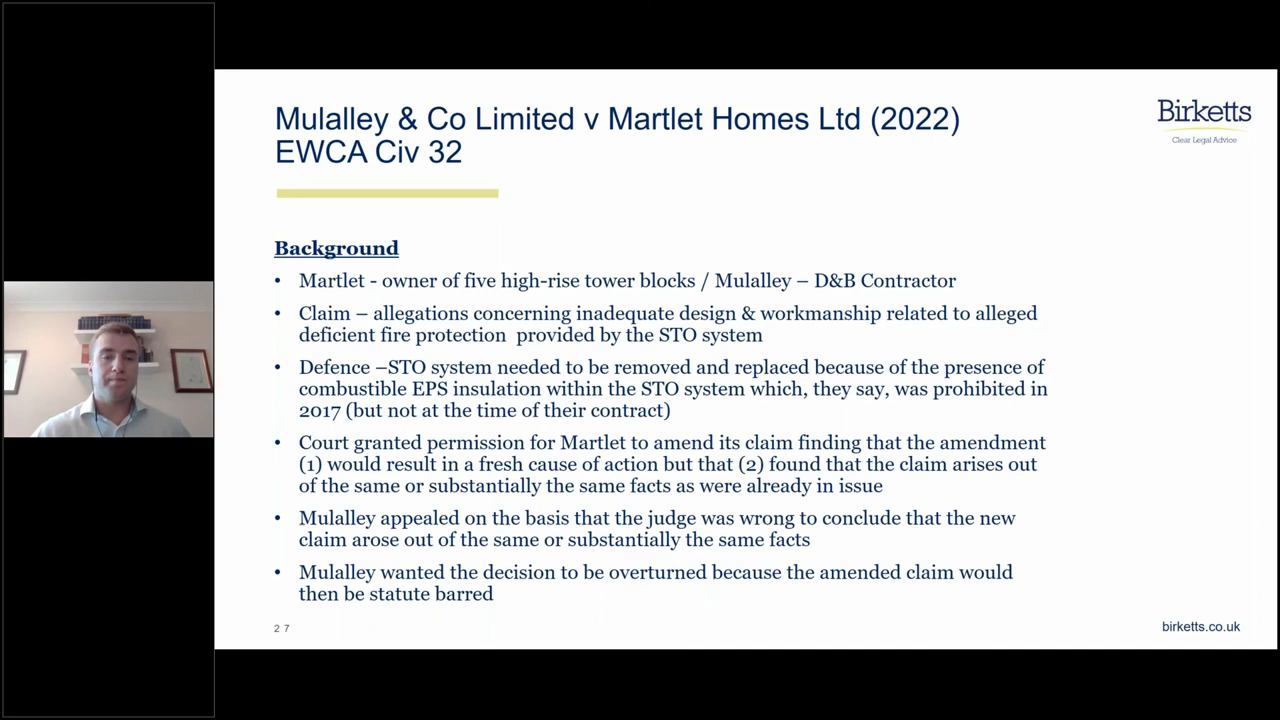 Mulalley & Co Limited v Martlet Homes Ltd (2022)
EWCA Civ 32
Birketts
Clear Legal Advice
Background
• Martlet - owner of five high-rise tower blocks / Mulalley – D&B Contractor
• Claim – allegations concerning inadequate design & workmanship related to alleged
deficient fire protection provided by the STO system
• Defence –STO system needed to be removed and replaced because of the presence of
combustible EPS insulation within the STO system which, they say, was prohibited in
2017 (but not at the time of their contract)
• Court granted permission for Martlet to amend its claim finding that the amendment
(1) would result in a fresh cause of action but that (2) found that the claim arises out
of the same or substantially the same facts as were already in issue
• Mulalley appealed on the basis that the judge was wrong to conclude that the new
claim arose out of the same or substantially the same facts
• Mulalley wanted the decision to be overturned because the amended claim would
then be statute barred
27
birketts.co.uk